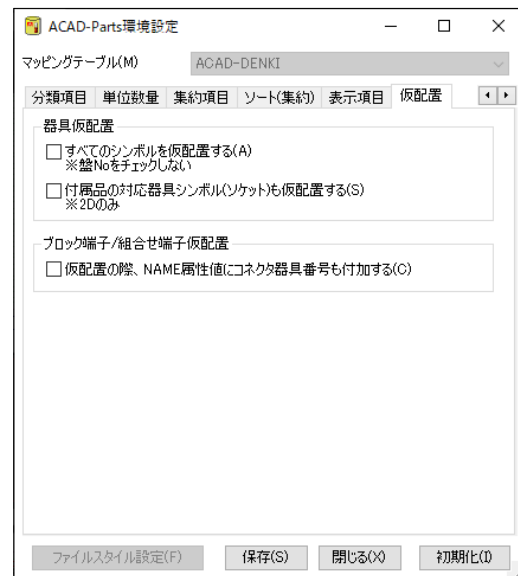 ACAD-Parts環境設定
マッピングテーブル(M) ACAD-DENKI
分類項目 単位数量 集約項目 ソート(集約) 表示項目 仮配置
器具仮配置
すべてのシンボルを仮配置する(A)
※盤Noをチェックしない
付属品の対応器具シンボル(ソケット)も仮配置する(S)
※2Dのみ
ブロック端子/組合せ端子仮配置
仮配置の際、NAME属性値にコネクタ器具番号も付加する(C)
ファイルスタイル設定(F) 保存(S) 閉じる(X) 初期化(I)